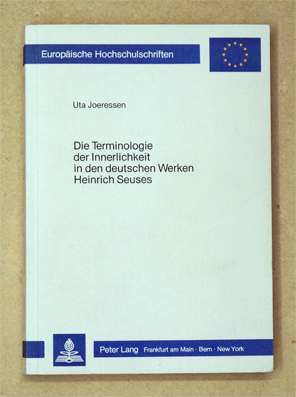 Europäische Hochschulschriften
Uta Joeressen
Die Terminologie
der Innerlichkeit
in den deutschen Werken
Heinrich Seuses
Peter Lang Frankfurt am Main · Bern · New York